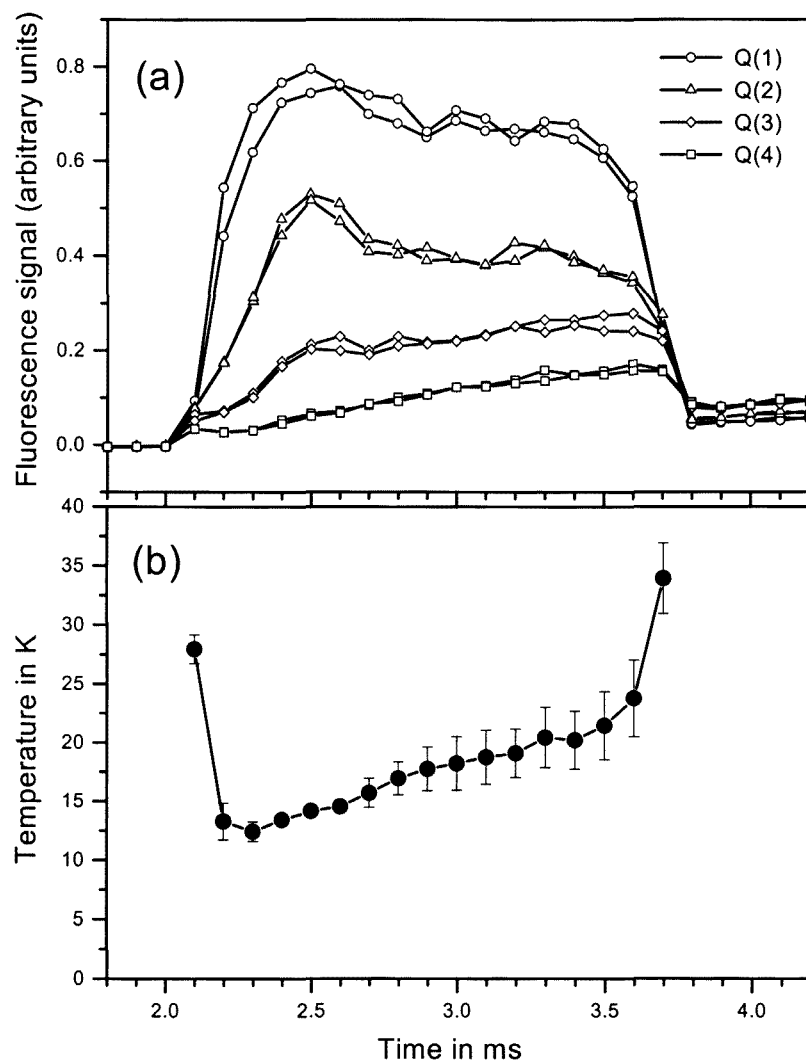 (a)
Q(1)
Q(2)
Q(3)
Q(4)
Fluorescence signal (arbitrary units)
0.8
0.6
0.4
0.2
0.0
(b)
Temperature in K
40
35
30
25
20
15
10
5
0
2.0 2.5 3.0 3.5 4.0
Time in ms